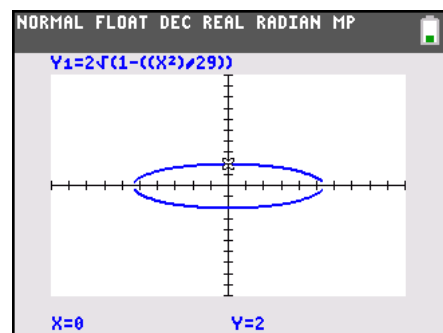 NORMAL FLOAT DEC REAL RADIAN MP
Y₁=2√(1-((X²)/29))
X=0 Y=2